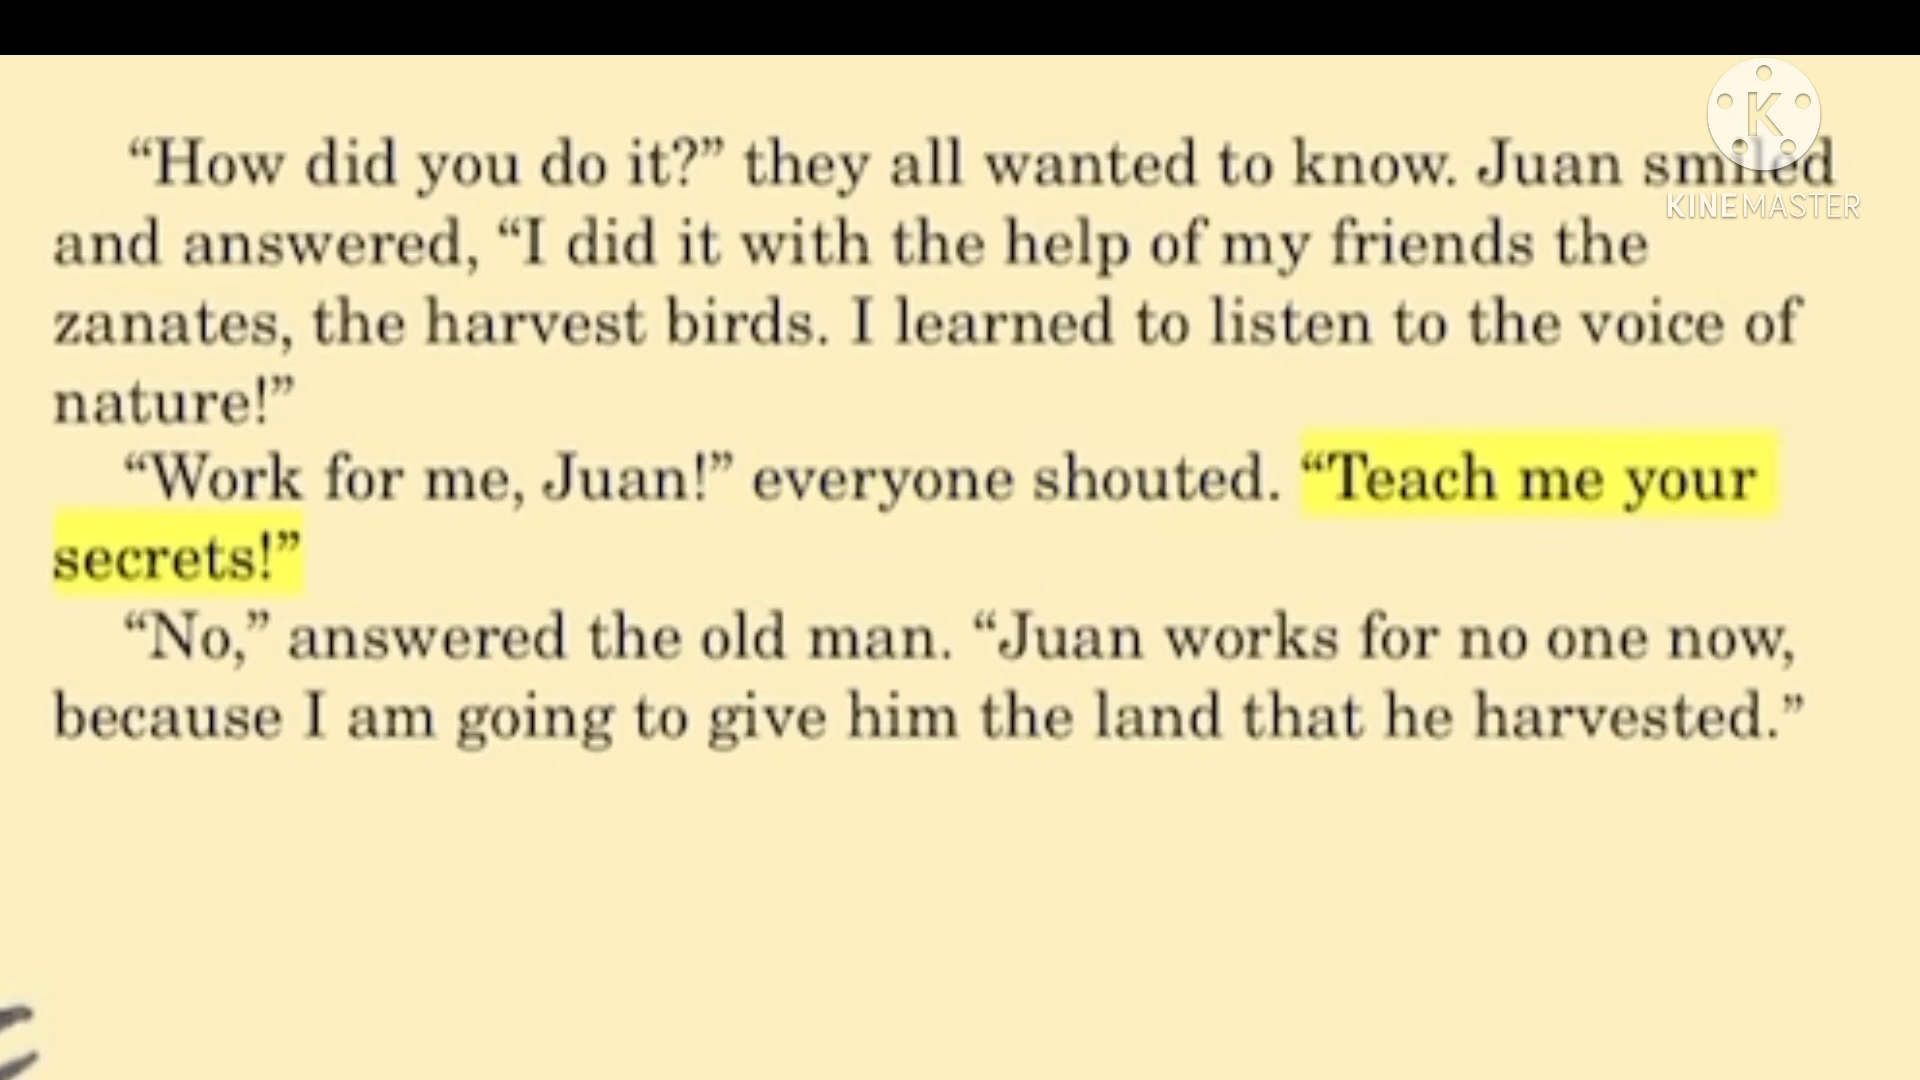 “How did you do it?” they all wanted to know. Juan smiled
and answered, “I did it with the help of my friends the
zanates, the harvest birds. I learned to listen to the voice of
nature!”
“Work for me, Juan!” everyone shouted. “Teach me your
secrets!”
“No,” answered the old man. “Juan works for no one now,
because I am going to give him the land that he harvested.”
K
KINEMASTER